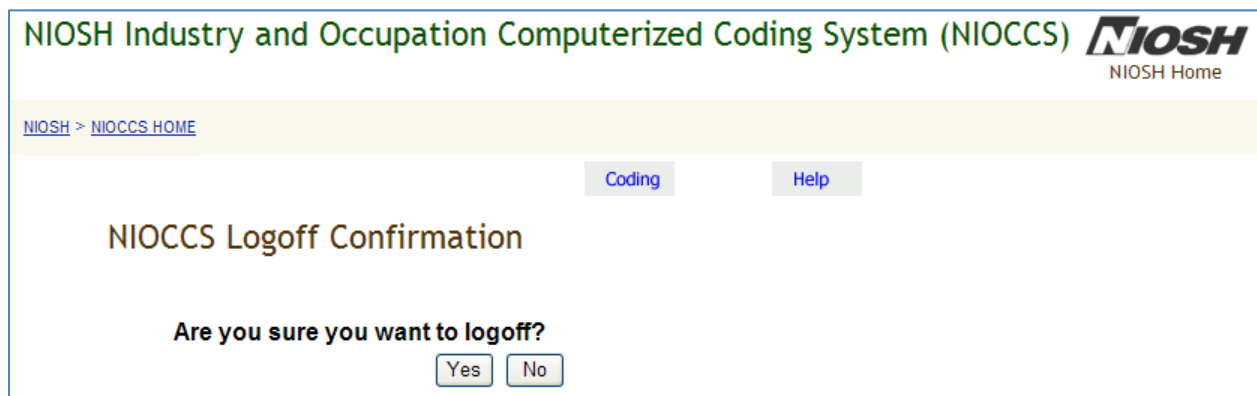 NIOSH Industry and Occupation Computerized Coding System (NIOCCS) NIOSH
NIOSH Home
NIOSH > NIOCCS HOME
Coding Help
NIOCCS Logoff Confirmation
Are you sure you want to logoff?
Yes No